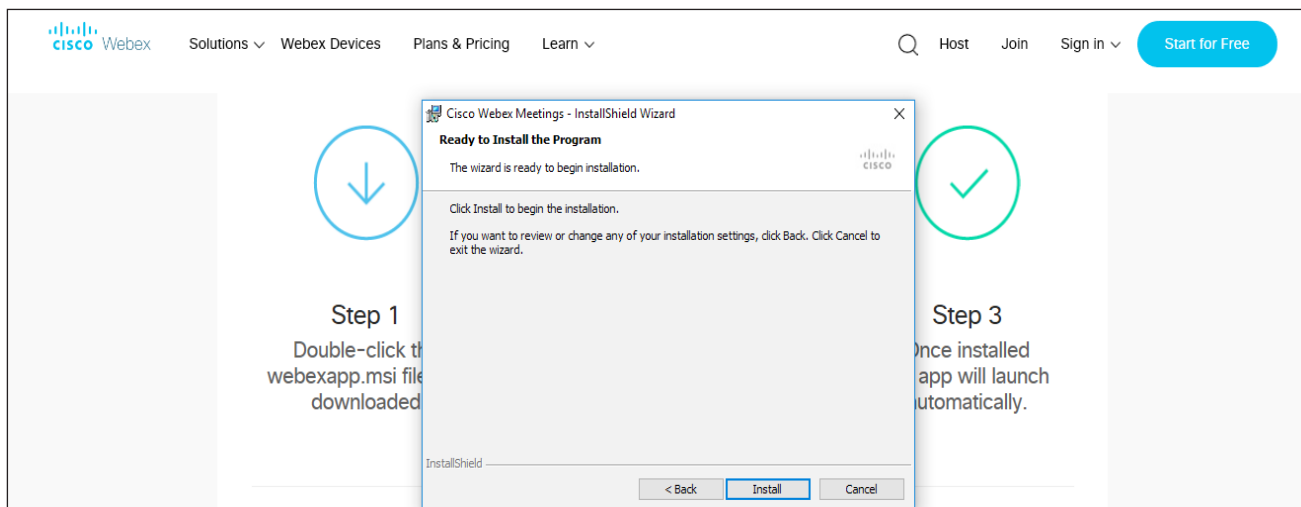 CISCO Webex
Solutions Webex Devices Plans & Pricing Learn Host Join Sign in Start for Free
Cisco Webex Meetings - InstallShield Wizard
Ready to Install the Program
The wizard is ready to begin installation.
CISCO
Click Install to begin the installation.
If you want to review or change any of your installation settings, click Back. Click Cancel to
exit the wizard.
InstallShield
< Back Install Cancel
Step 1
Double-click
webexapp.msi
downloaded
Step 3
installed
app will launch